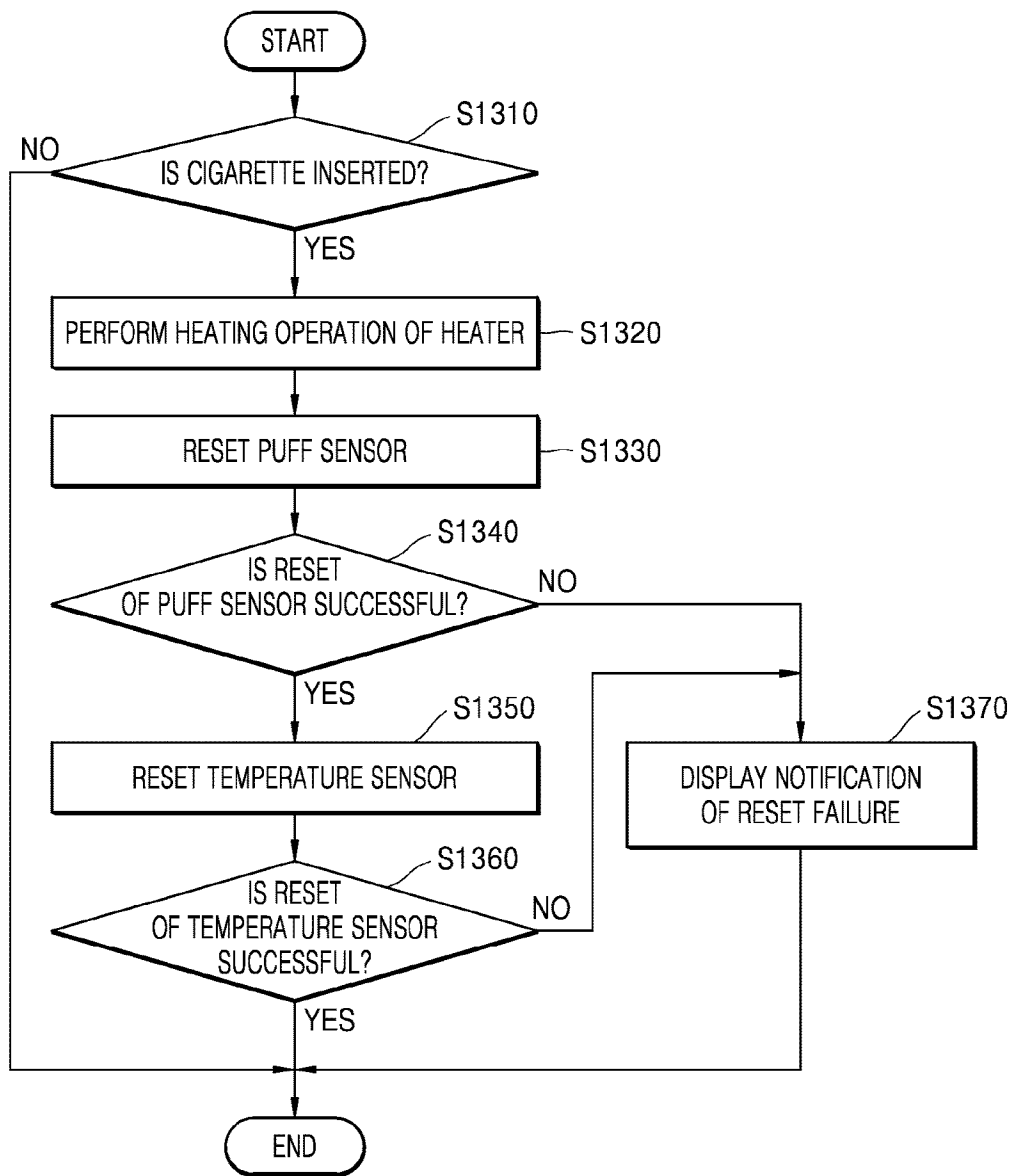 START
S1310
NO
IS CIGARETTE INSERTED?
YES
PERFORM HEATING OPERATION OF HEATER
S1320
RESET PUFF SENSOR
S1330
S1340
IS RESET
OF PUFF SENSOR SUCCESSFUL?
NO
YES
S1350
RESET TEMPERATURE SENSOR
S1370
DISPLAY NOTIFICATION
OF RESET FAILURE
S1360
IS RESET
OF TEMPERATURE SENSOR
SUCCESSFUL?
NO
YES
END